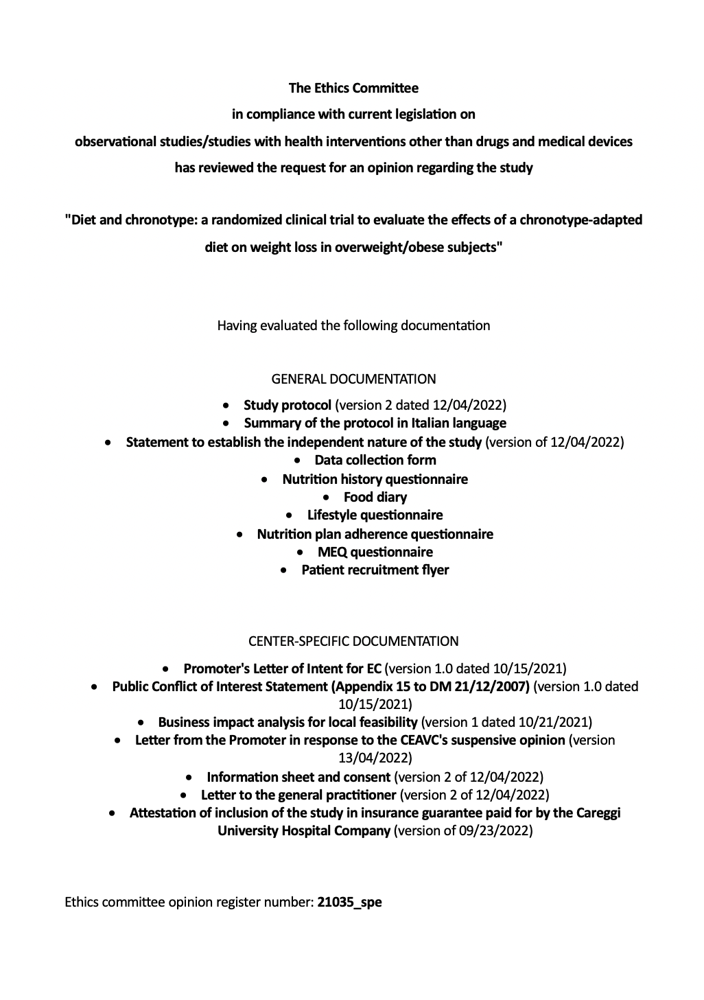 The Ethics Committee
in compliance with current legislation on
observational studies/studies with health interventions other than drugs and medical devices
has reviewed the request for an opinion regarding the study
"Diet and chronotype: a randomized clinical trial to evaluate the effects of a chronotype-adapted
diet on weight loss in overweight/obese subjects"
Having evaluated the following documentation
GENERAL DOCUMENTATION
• Study protocol (version 2 dated 12/04/2022)
• Summary of the protocol in Italian language
• Statement to establish the independent nature of the study (version of 12/04/2022)
• Data collection form
• Nutrition history questionnaire
• Food diary
• Lifestyle questionnaire
• Nutrition plan adherence questionnaire
• MEQ questionnaire
• Patient recruitment flyer
CENTER-SPECIFIC DOCUMENTATION
• Promoter's Letter of Intent for EC (version 1.0 dated 10/15/2021)
• Public Conflict of Interest Statement (Appendix 15 to DM 21/12/2007) (version 1.0 dated
10/15/2021)
• Business impact analysis for local feasibility (version 1 dated 10/21/2021)
• Letter from the Promoter in response to the CEAVC's suspensive opinion (version
13/04/2022)
• Information sheet and consent (version 2 of 12/04/2022)
• Letter to the general practitioner (version 2 of 12/04/2022)
• Attestation of inclusion of the study in insurance guarantee paid for by the Careggi
University Hospital Company (version of 09/23/2022)
Ethics committee opinion register number: 21035_spe